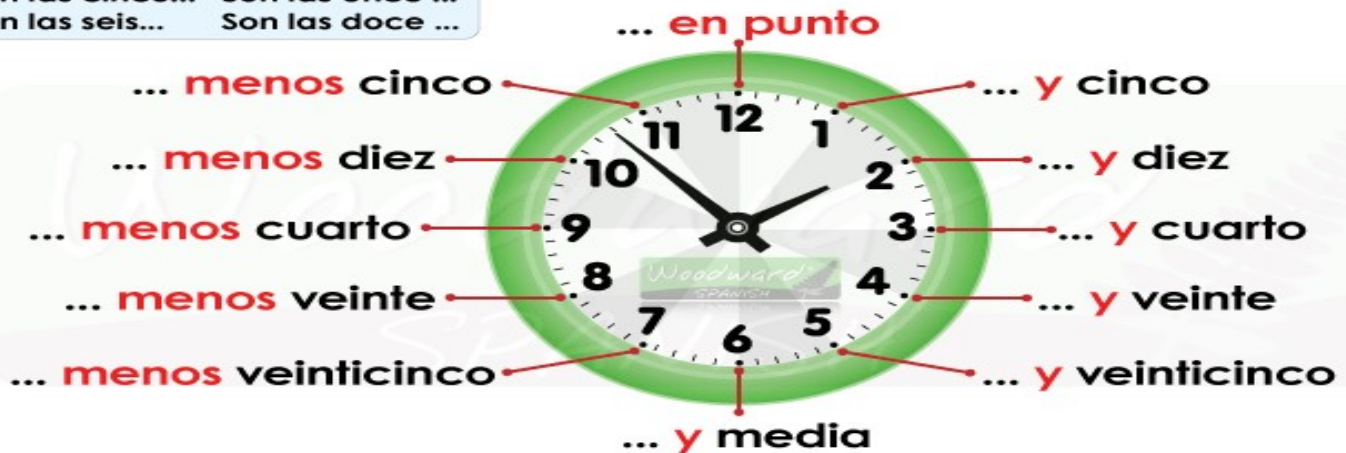 Son las doce ...
n las seis...
... en punto
... menos cinco
... y cinco
... menos diez
... y diez
... menos cuarto
... y cuarto
... menos veinte
... y veinte
... menos veinticinco
... y veinticinco
... y media
12
1
2
3
4
5
6
7
8
9
10
11
Woodward
SPANISH